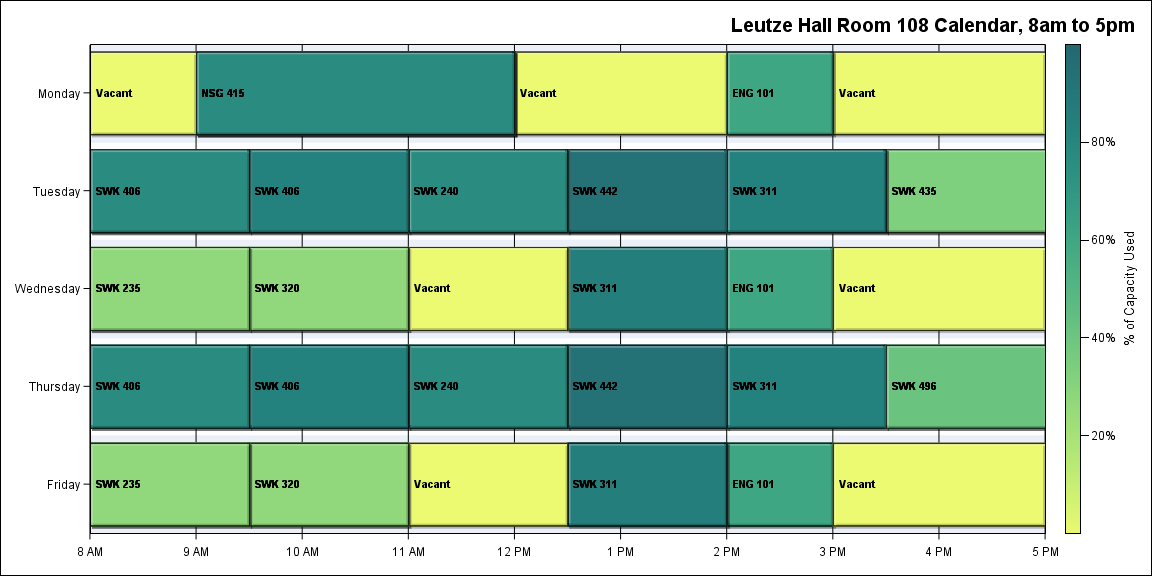 Leutze Hall Room 108 Calendar, 8am to 5pm
Monday
Vacant
NSG 415
Vacant
ENG 101
Vacant
Tuesday
SWK 406
SWK 406
SWK 240
SWK 442
SWK 311
SWK 435
Wednesday
SWK 235
SWK 320
Vacant
SWK 311
ENG 101
Vacant
Thursday
SWK 406
SWK 406
SWK 240
SWK 442
SWK 311
SWK 496
Friday
SWK 235
SWK 320
Vacant
SWK 311
ENG 101
Vacant
8 AM
9 AM
10 AM
11 AM
12 PM
1 PM
2 PM
3 PM
4 PM
5 PM
80%
60%
40%
20%
% of Capacity Used